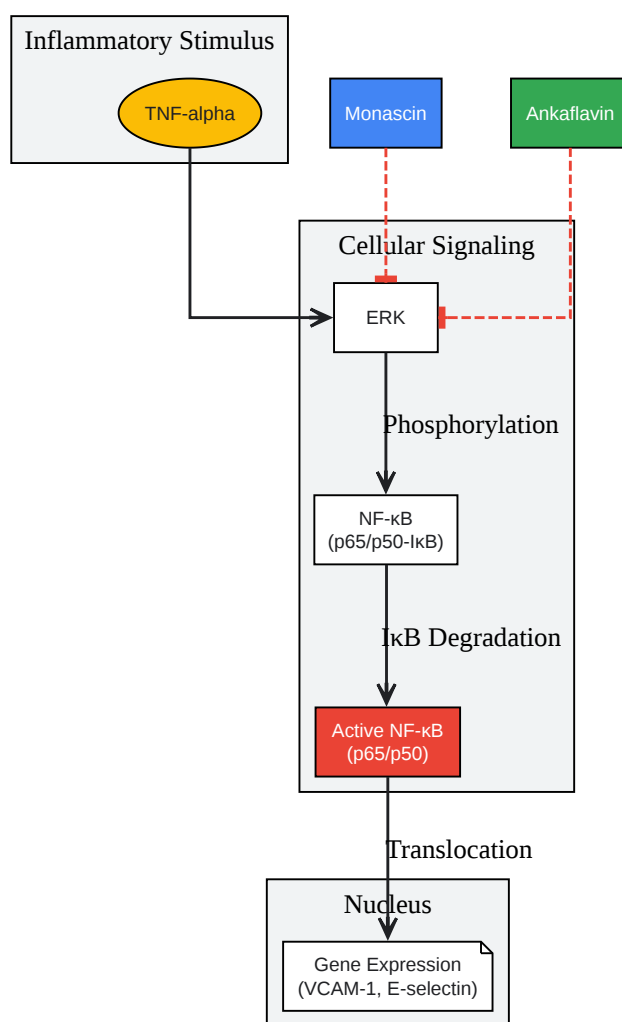 Inflammatory Stimulus
TNF-alpha
Monascin
Ankaflavin
Cellular Signaling
ERK
Phosphorylation
NF-κB
(p65/p50-IκB)
IκB Degradation
Active NF-κB
(p65/p50)
Translocation
Nucleus
Gene Expression
(VCAM-1, E-selectin)